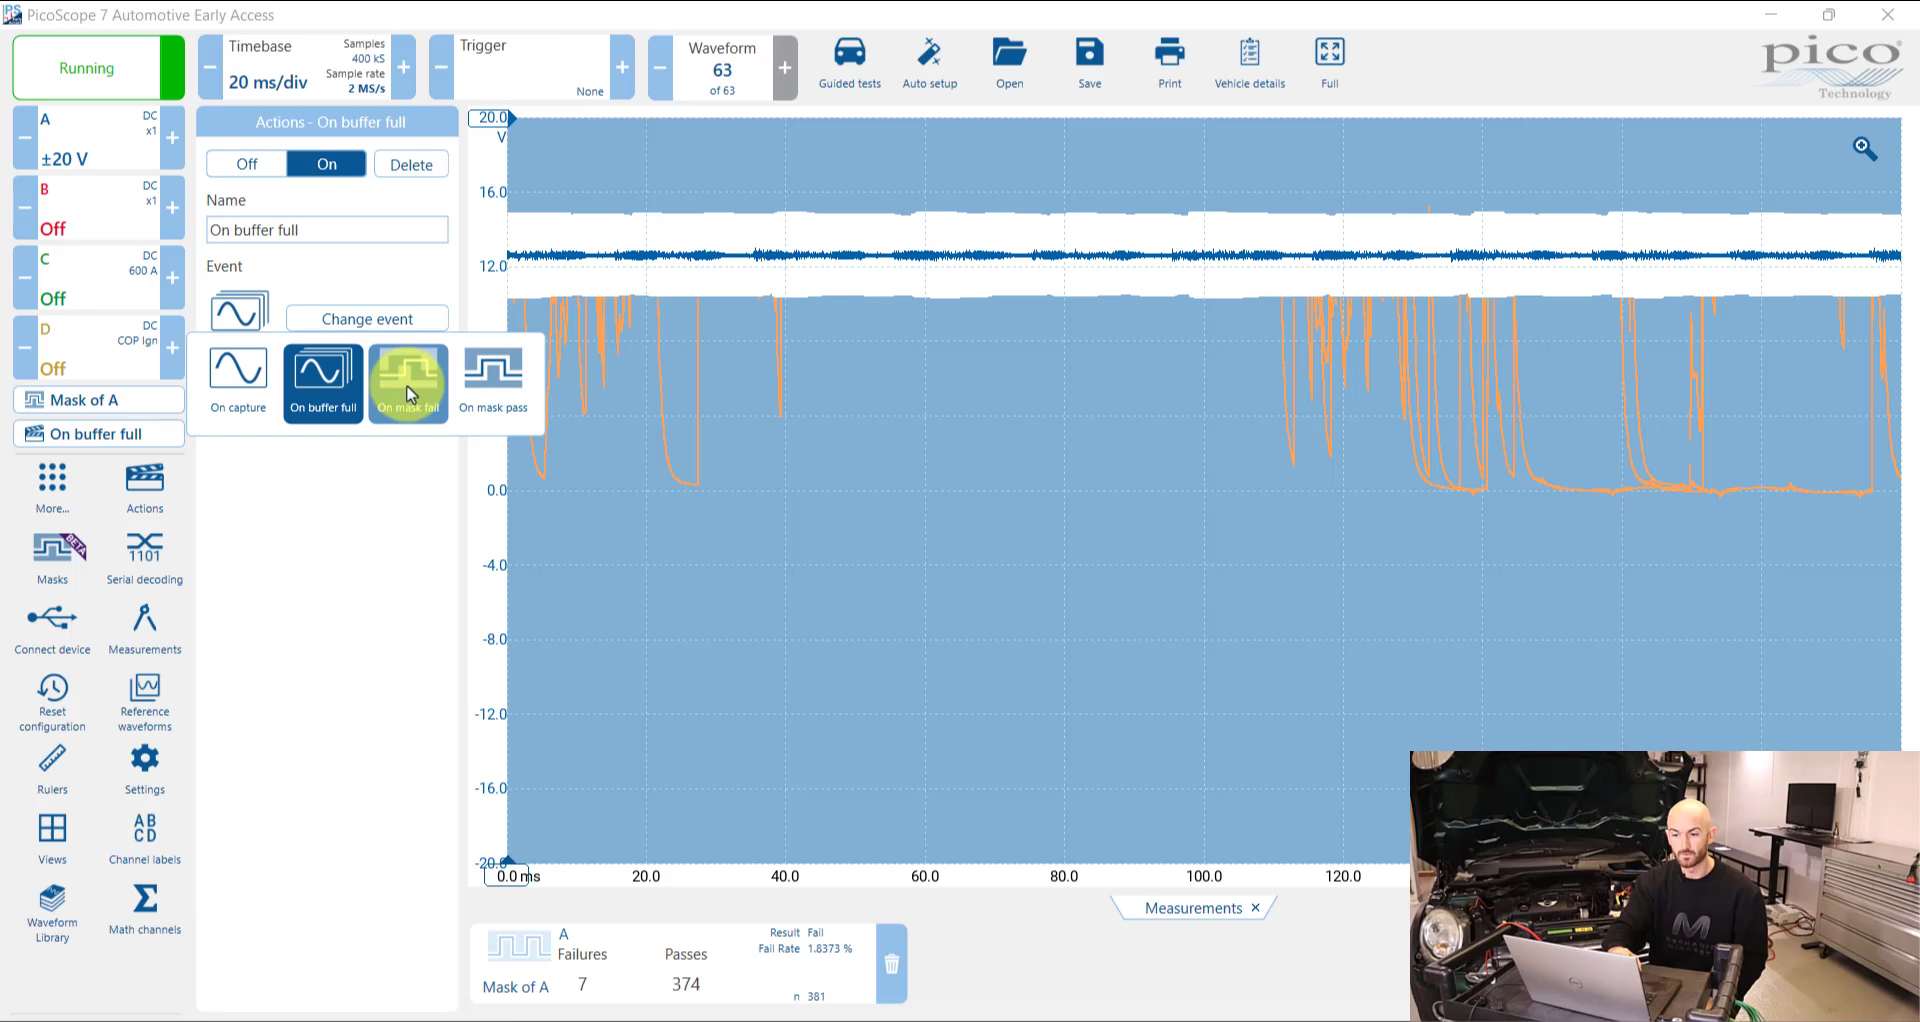 PicoScope 7 Automotive Early Access
Running
Timebase
20 ms/div
Samples
400 kS
Sample rate
2 MS/s
Trigger
None
Waveform
63
of 63
Guided tests
Auto setup
Open
Save
Print
Vehicle details
Full
pico
Technology
A
DC
x1
±20 V
B
DC
x1
Off
C
DC
600 A
Off
D
DC
COP Ign
Off
Mask of A
On buffer full
More...
Actions
BETA
Masks
1101
Serial decoding
Connect device
Measurements
Reset
configuration
Reference
waveforms
Rulers
Settings
Views
A B
C D
Channel labels
Waveform
Library
Math channels
Actions - On buffer full
Off
On
Delete
Name
On buffer full
Event
Change event
On capture
On buffer full
On mask fail
On mask pass
20.0
V
16.0
12.0
0.0
-4.0
-8.0
-12.0
-16.0
-20.0
0.0 ms
20.0
40.0
60.0
80.0
100.0
120.0
Measurements ×
Mask of A
A
Failures
7
Passes
374
Result Fail
Fail Rate 1.8373 %
n 381